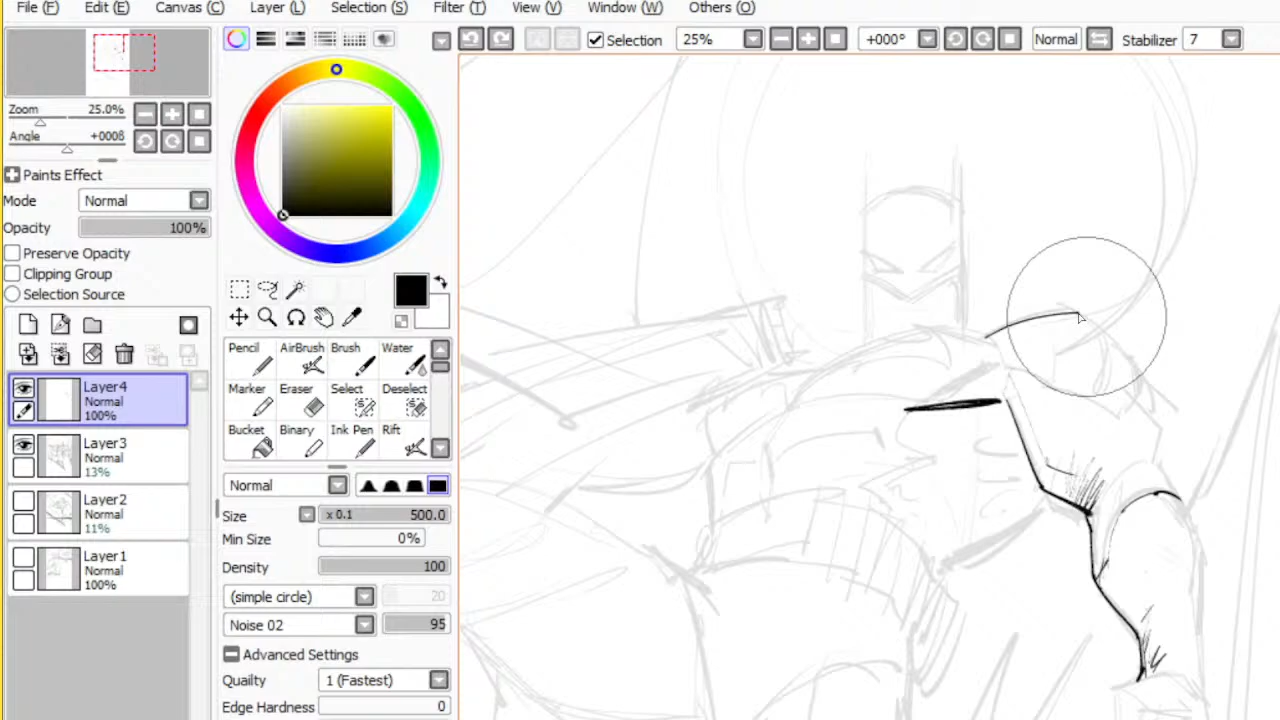 File (F) Edit (E) Canvas (C) Layer (L) Selection (S) Filter (T) View (V) Window (W) Others (O)
Selection 25% +000° Normal Stabilizer 7
Zoom 25.0%
Angle +000ß
Paints Effect
Mode Normal
Opacity 100%
Preserve Opacity
Clipping Group
Selection Source
Layer4
Normal
100%
Layer3
Normal
13%
Layer2
Normal
11%
Layer1
Normal
100%
Pencil AirBrush Brush Water
Marker Eraser Select Deselect
Bucket Binary Ink Pen Rift
Normal
Size x 0.1 500.0
Min Size 0%
Density 100
(simple circle) 20
Noise 02 95
Advanced Settings
Quailty 1 (Fastest)
Edge Hardness 0